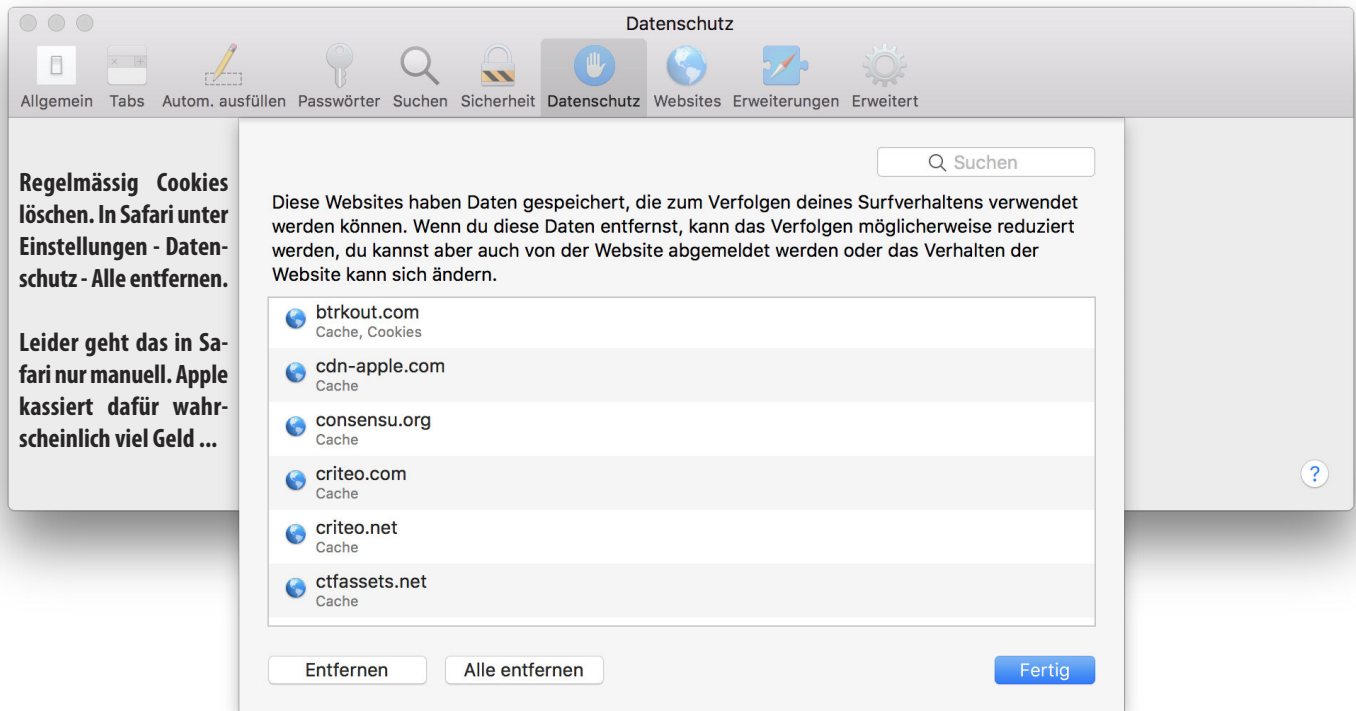 Datenschutz
Allgemein Tabs Autom. ausfüllen Passwörter Suchen Sicherheit Datenschutz Websites Erweiterungen Erweitert
Regelmässig Cookies
löschen. In Safari unter
Einstellungen - Daten-
schutz - Alle entfernen.
Leider geht das in Sa-
fari nur manuell. Apple
kassiert dafür wahr-
scheinlich viel Geld ...
Suchen
Diese Websites haben Daten gespeichert, die zum Verfolgen deines Surfverhaltens verwendet
werden können. Wenn du diese Daten entfernst, kann das Verfolgen möglicherweise reduziert
werden, du kannst aber auch von der Website abgemeldet werden oder das Verhalten der
Website kann sich ändern.
btrkout.com
Cache, Cookies
cdn-apple.com
Cache
consensu.org
Cache
criteo.com
Cache
criteo.net
Cache
ctfassets.net
Cache
?
Entfernen Alle entfernen Fertig